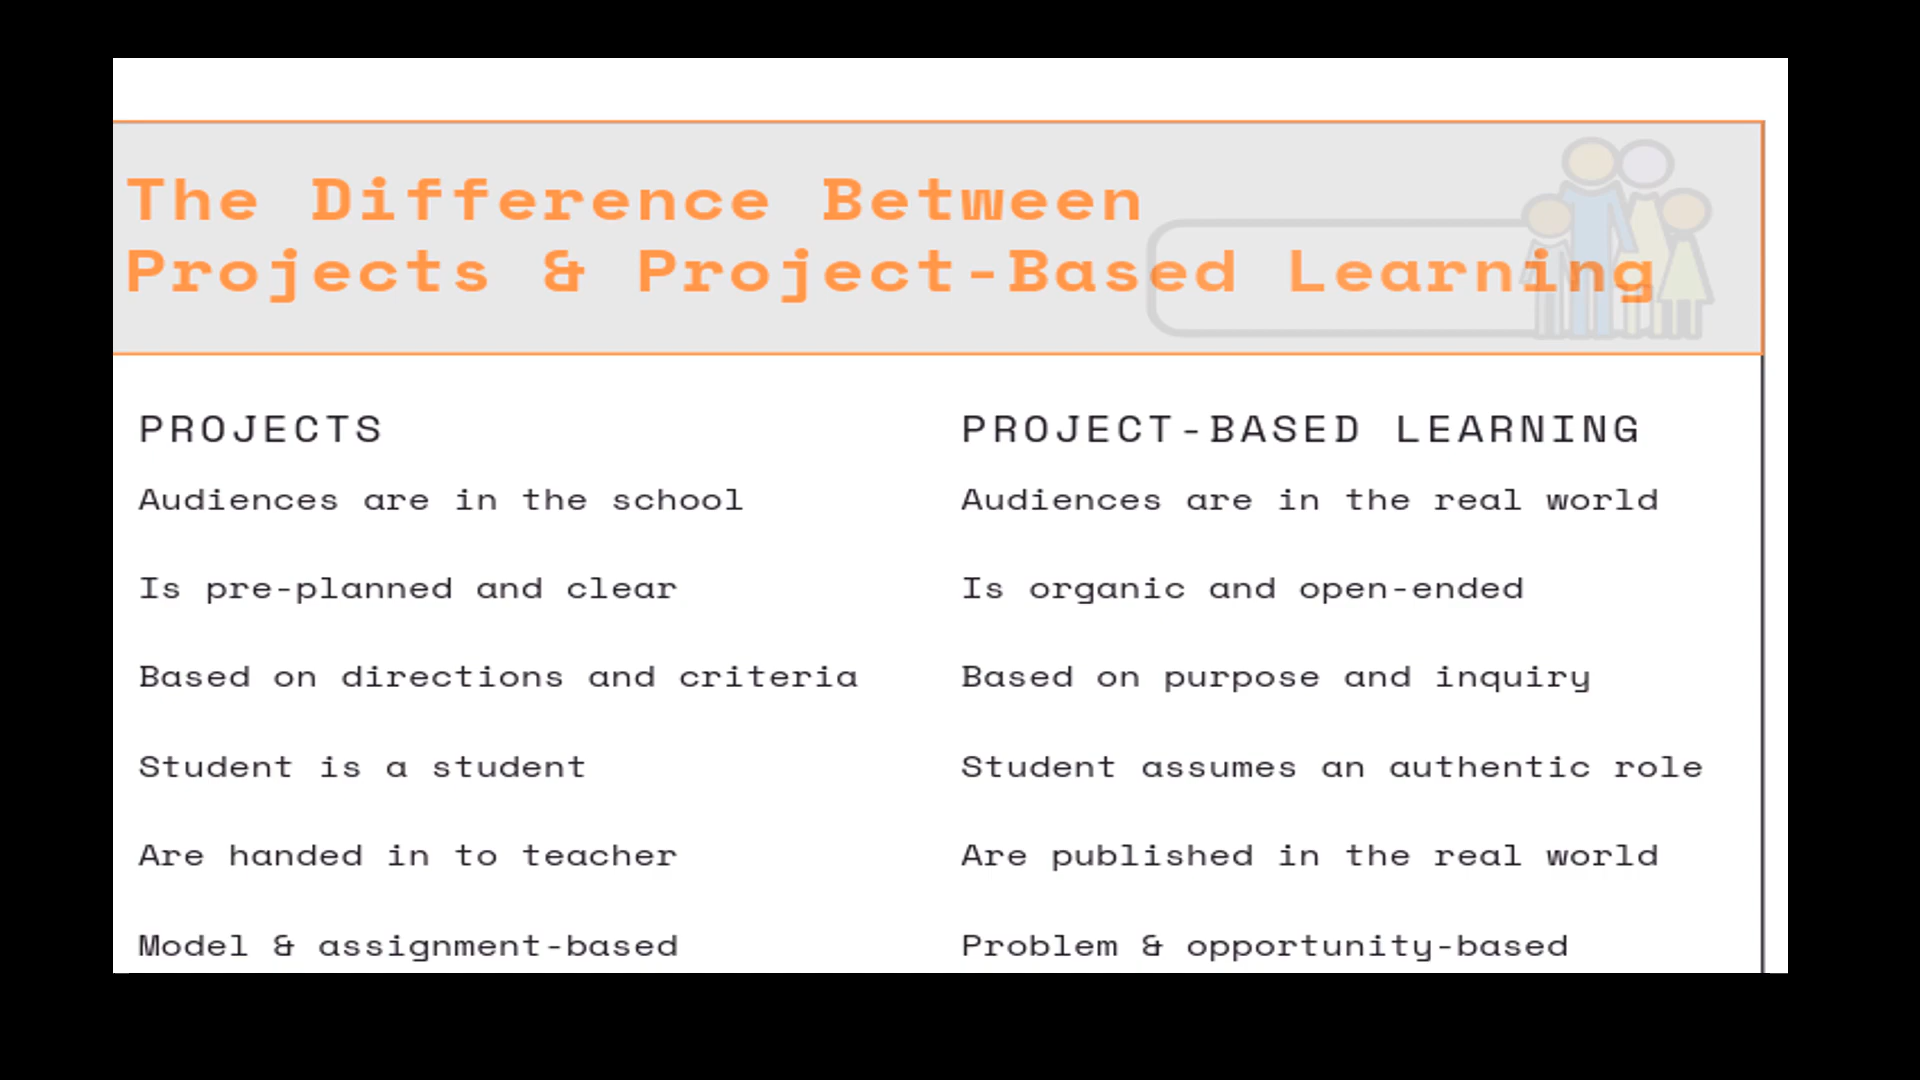 The Difference Between
Projects & Project-Based Learning
PROJECTS
PROJECT-BASED LEARNING
Audiences are in the school
Audiences are in the real world
Is pre-planned and clear
Is organic and open-ended
Based on directions and criteria
Based on purpose and inquiry
Student is a student
Student assumes an authentic role
Are handed in to teacher
Are published in the real world
Model & assignment-based
Problem & opportunity-based